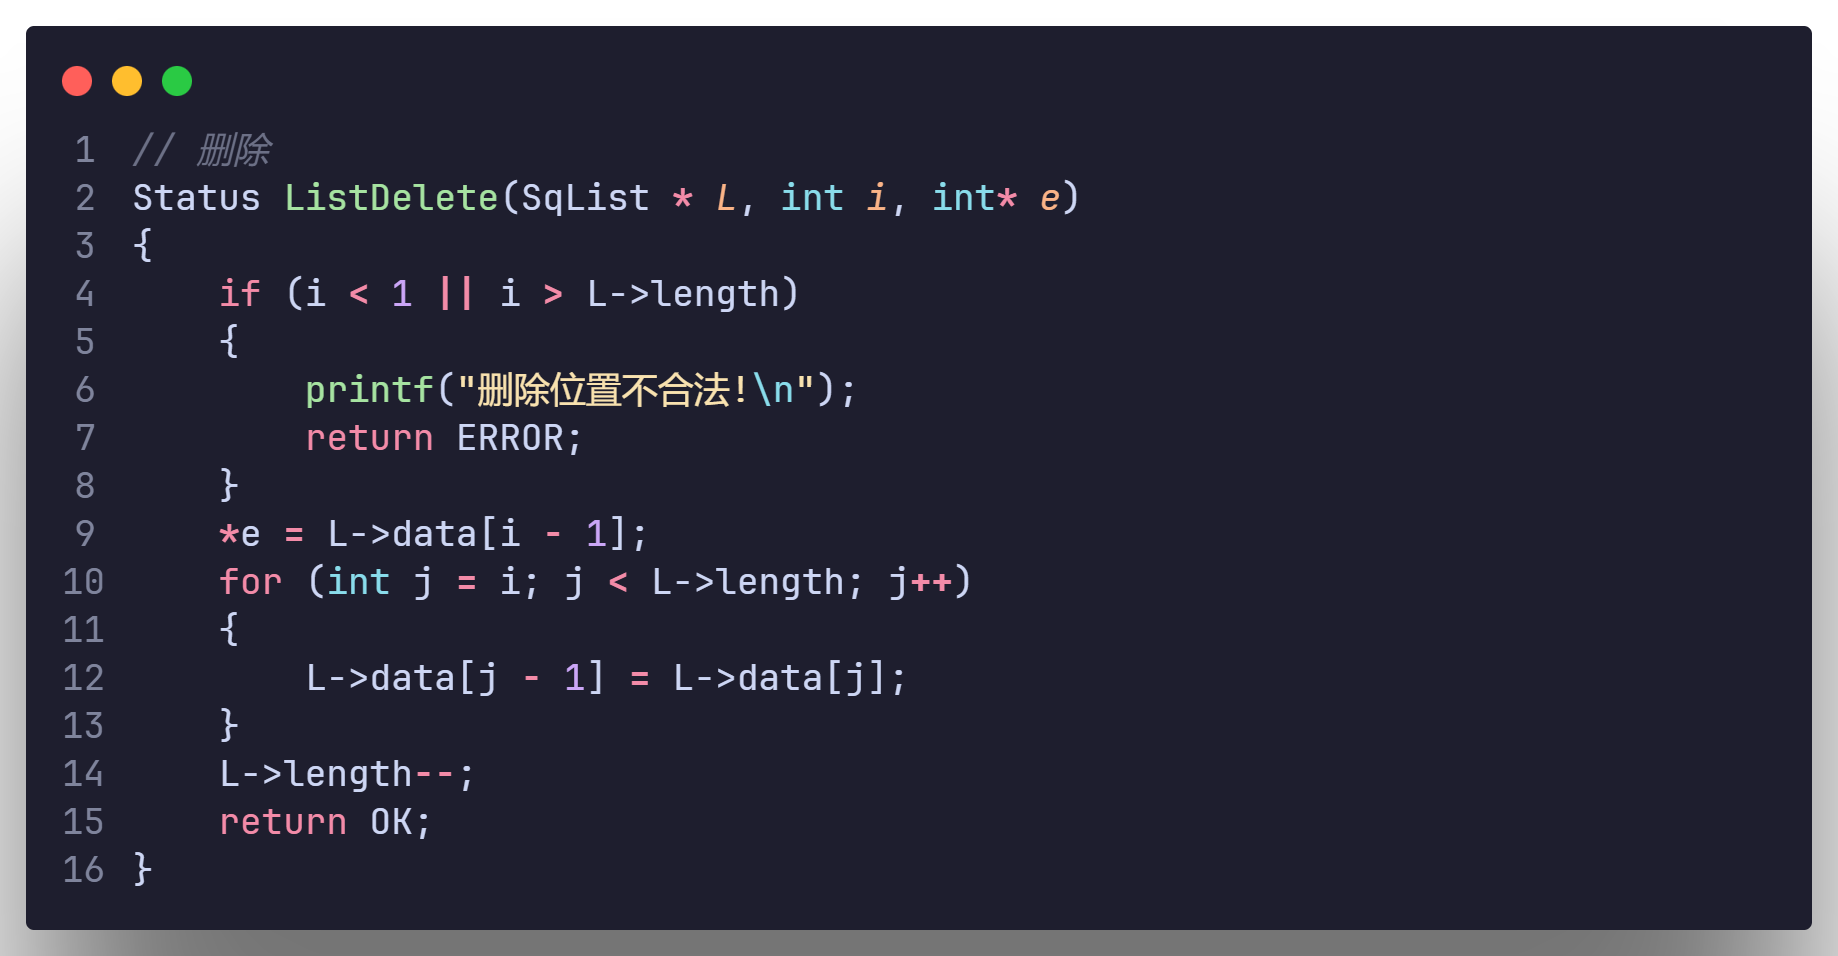 1 // 删除
2 Status ListDelete(SqList * L, int i, int* e)
3 {
4     if (i < 1 || i > L->length)
5     {
6         printf("删除位置不合法!\n");
7         return ERROR;
8     }
9     *e = L->data[i - 1];
10     for (int j = i; j < L->length; j++)
11     {
12         L->data[j - 1] = L->data[j];
13     }
14     L->length--;
15     return OK;
16 }